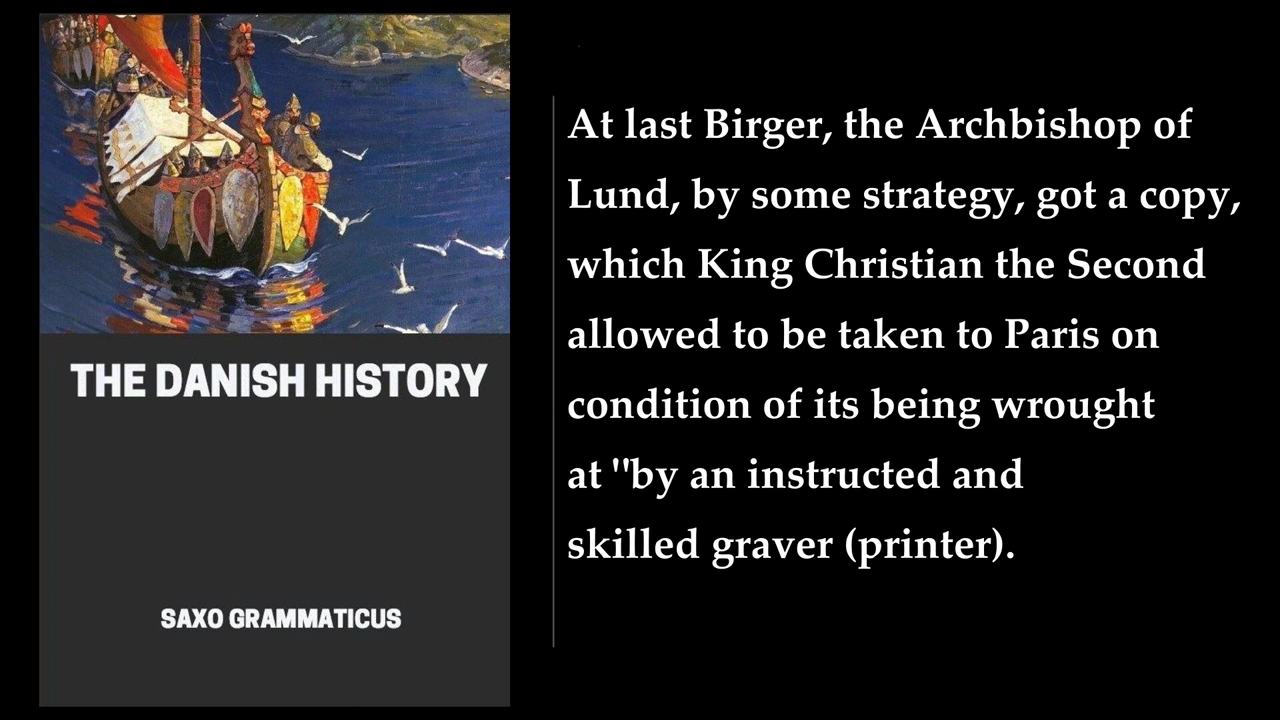 THE DANISH HISTORY
SAXO GRAMMATICUS
At last Birger, the Archbishop of
Lund, by some strategy, got a copy,
which King Christian the Second
allowed to be taken to Paris on
condition of its being wrought
at "by an instructed and
skilled graver (printer).